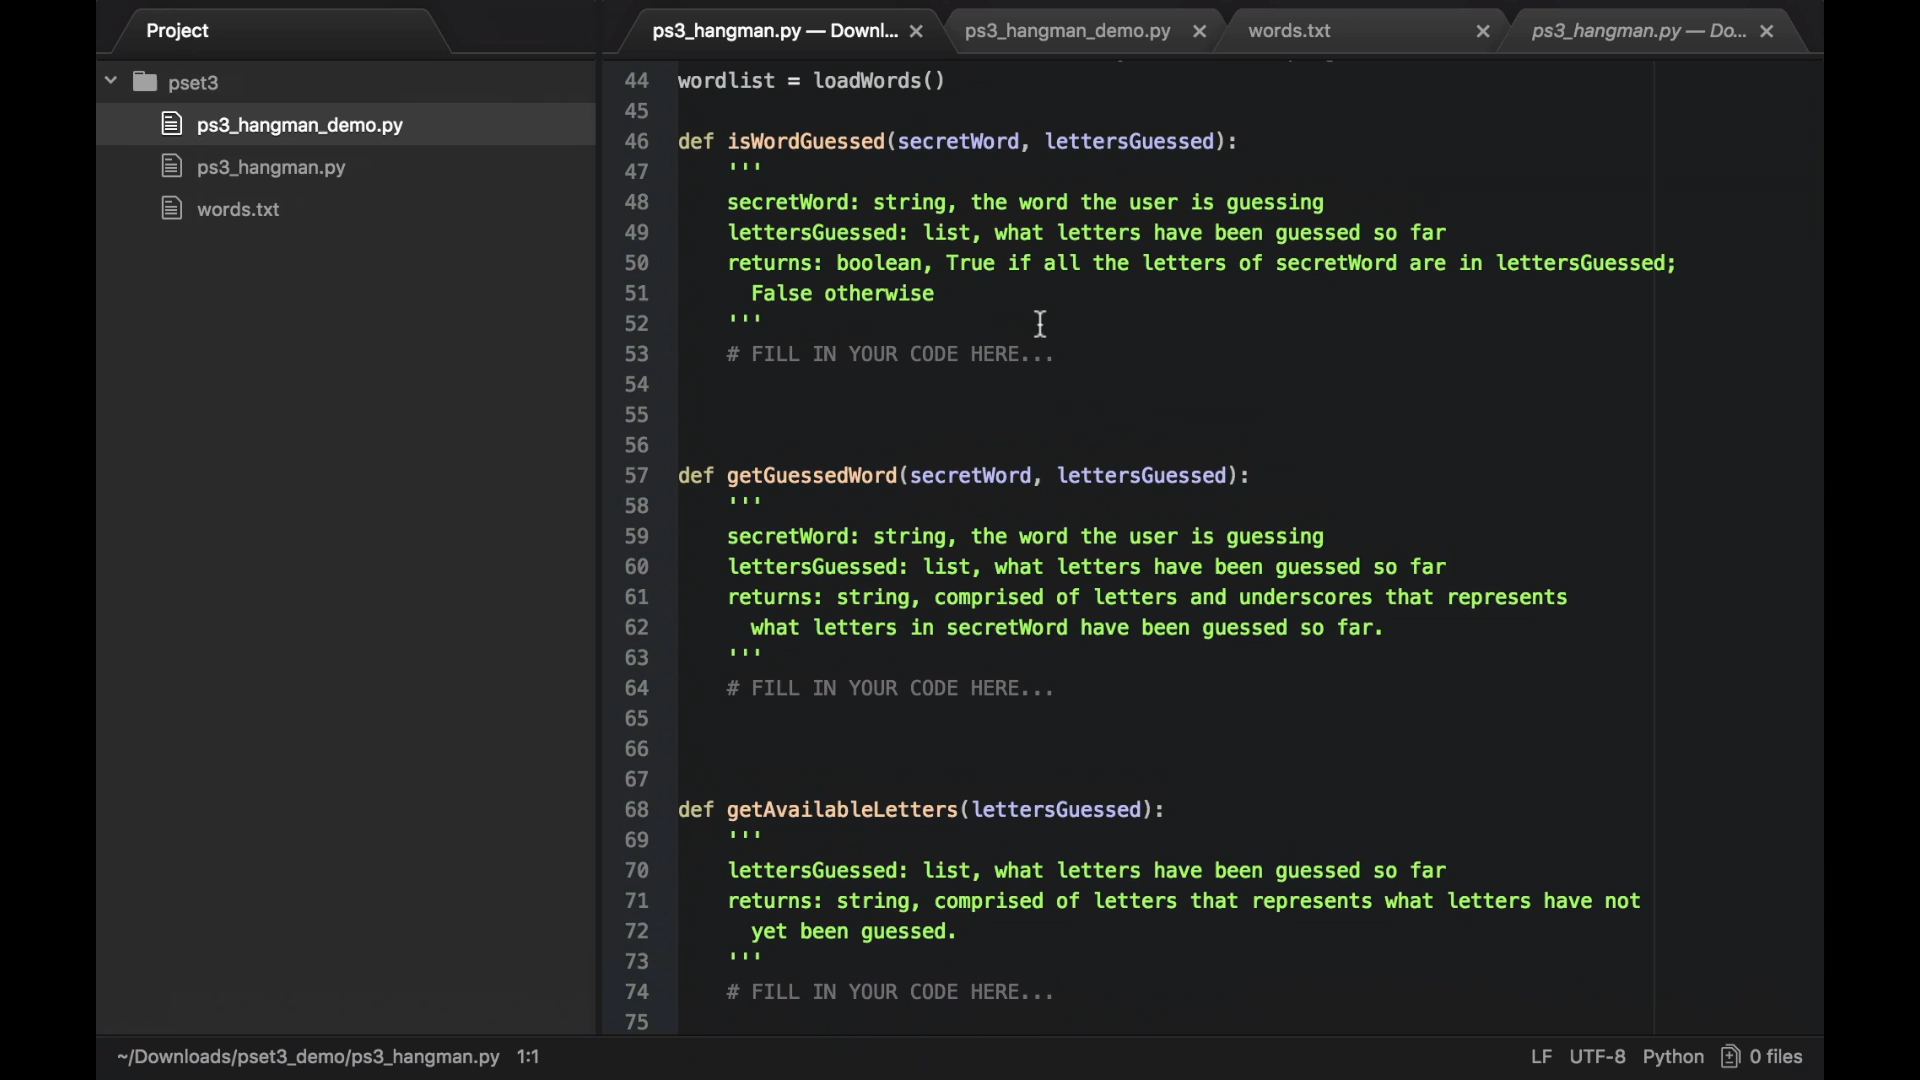 Project
pset3
ps3_hangman_demo.py
ps3_hangman.py
words.txt
ps3_hangman.py — Downl...
ps3_hangman_demo.py
words.txt
ps3_hangman.py — Do...
44 wordlist = loadWords()
45
46 def isWordGuessed(secretWord, lettersGuessed):
47     '''
48     secretWord: string, the word the user is guessing
49     lettersGuessed: list, what letters have been guessed so far
50     returns: boolean, True if all the letters of secretWord are in lettersGuessed;
51       False otherwise
52     '''
53     # FILL IN YOUR CODE HERE...
54
55
56
57 def getGuessedWord(secretWord, lettersGuessed):
58     '''
59     secretWord: string, the word the user is guessing
60     lettersGuessed: list, what letters have been guessed so far
61     returns: string, comprised of letters and underscores that represents
62       what letters in secretWord have been guessed so far.
63     '''
64     # FILL IN YOUR CODE HERE...
65
66
67
68 def getAvailableLetters(lettersGuessed):
69     '''
70     lettersGuessed: list, what letters have been guessed so far
71     returns: string, comprised of letters that represents what letters have not
72       yet been guessed.
73     '''
74     # FILL IN YOUR CODE HERE...
75
~/Downloads/pset3_demo/ps3_hangman.py 1:1
LF UTF-8 Python 0 files